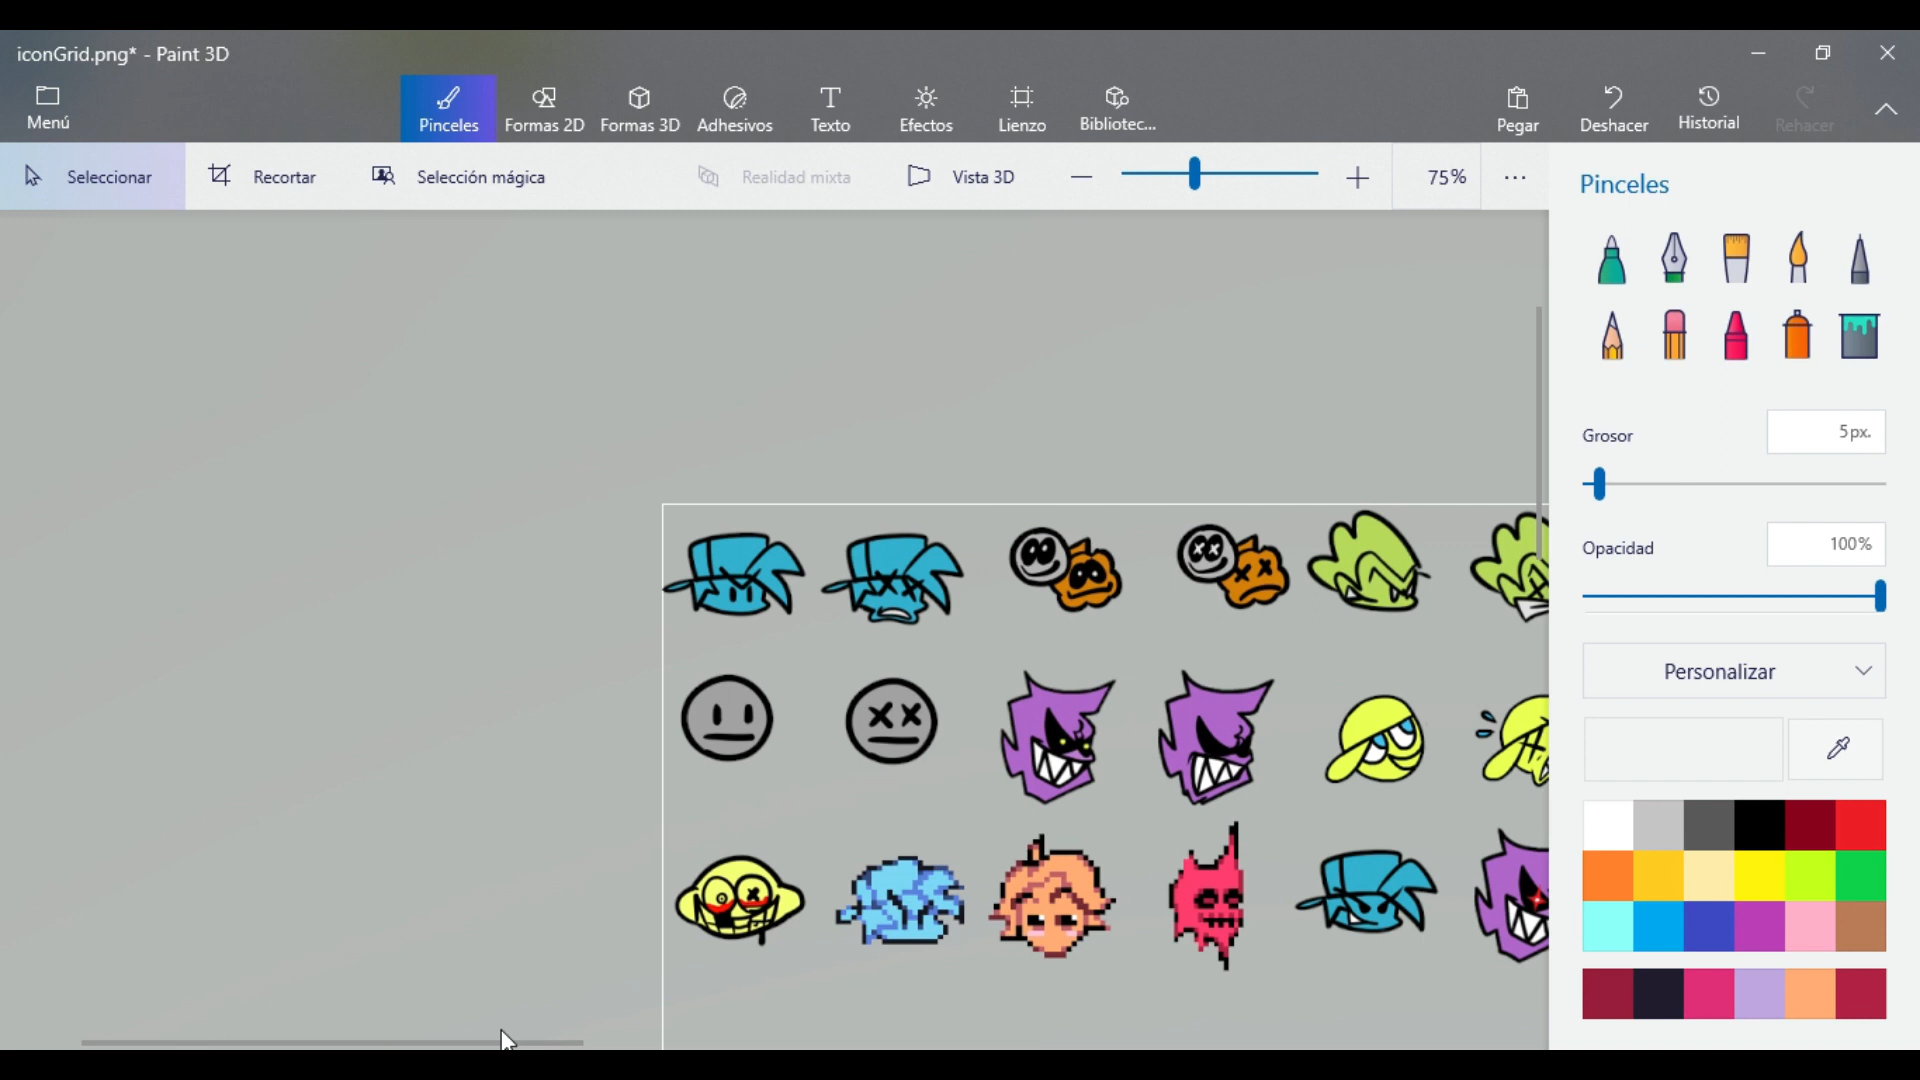 iconGrid.png* - Paint 3D
Menú
Pinceles
Formas 2D
Formas 3D
Adhesivos
Texto
Efectos
Lienzo
Bibliotec...
Pegar
Deshacer
Historial
Rehacer
Seleccionar
Recortar
Selección mágica
Realidad mixta
Vista 3D
75%
Pinceles
Grosor
5px.
Opacidad
100%
Personalizar